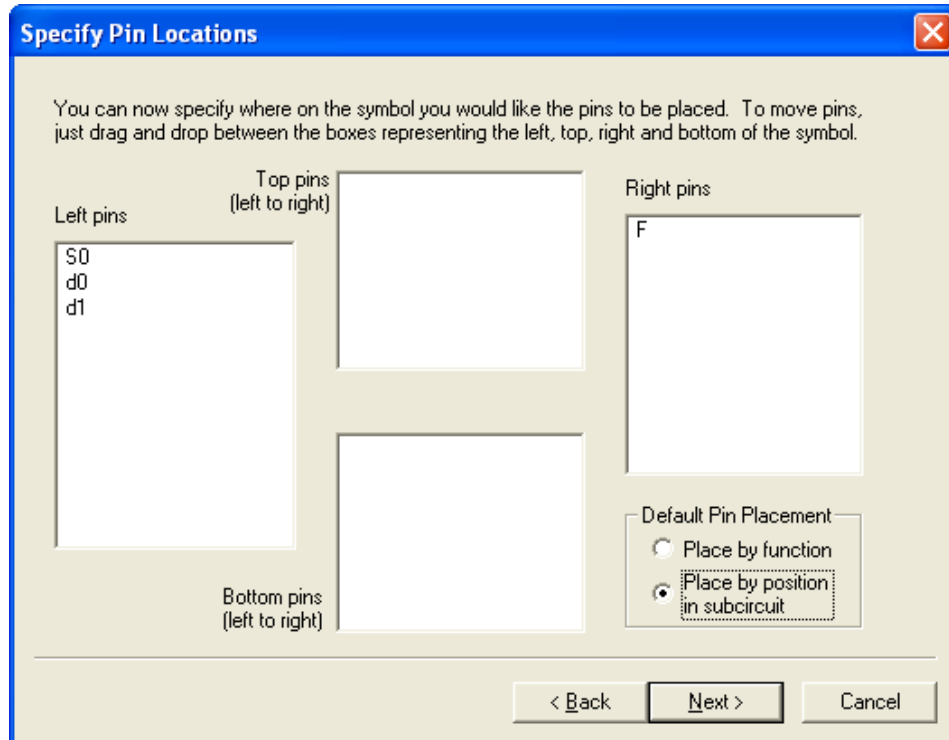 Specify Pin Locations
You can now specify where on the symbol you would like the pins to be placed.  To move pins,
just drag and drop between the boxes representing the left, top, right and bottom of the symbol.
Top pins
(left to right)
Right pins
Left pins
S0
d0
d1
F
Bottom pins
(left to right)
Default Pin Placement
Place by function
Place by position
in subcircuit
< Back
Next >
Cancel